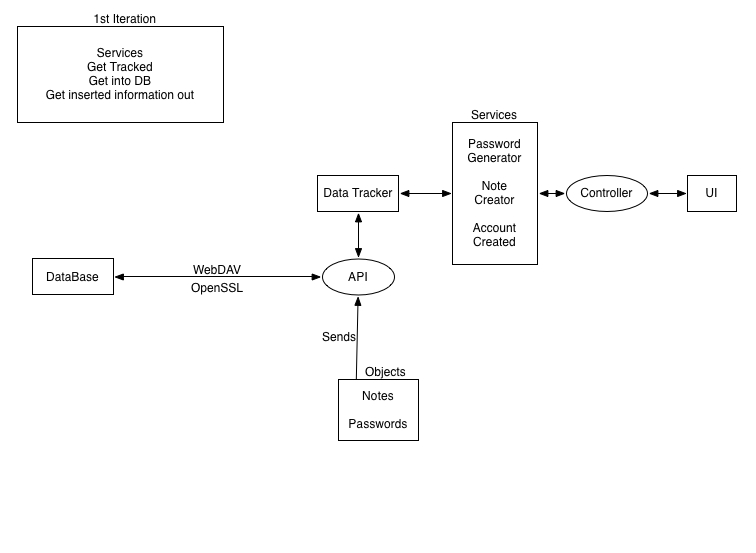 1st Iteration
Services
Get Tracked
Get into DB
Get inserted information out
Services
Password
Generator
Note
Creator
Account
Created
Data Tracker
Controller
UI
DataBase
WebDAV
OpenSSL
API
Sends
Objects
Notes
Passwords